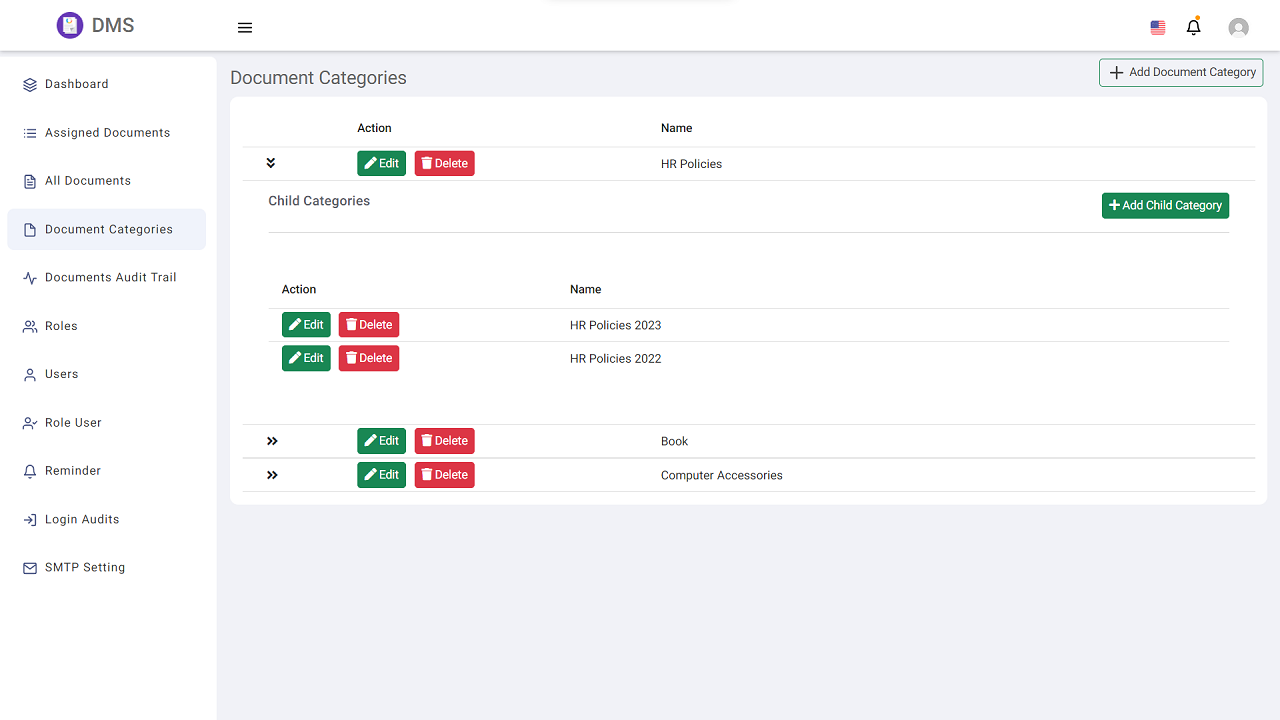 DMS
Dashboard
Assigned Documents
All Documents
Document Categories
Documents Audit Trail
Roles
Users
Role User
Reminder
Login Audits
SMTP Setting
Document Categories
Add Document Category
Action Name
Edit Delete HR Policies
Child Categories
Add Child Category
Action Name
Edit Delete HR Policies 2023
Edit Delete HR Policies 2022
Edit Delete Book
Edit Delete Computer Accessories